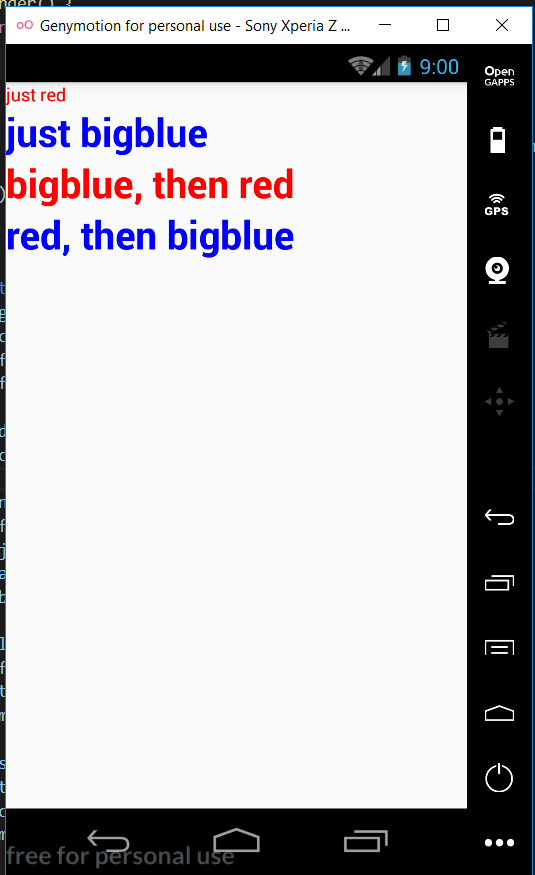 Genymotion for personal use - Sony Xperia Z ...
9:00
Open
GAPPS
just red
just bigblue
GPS
bigblue, then red
red, then bigblue
free for personal use